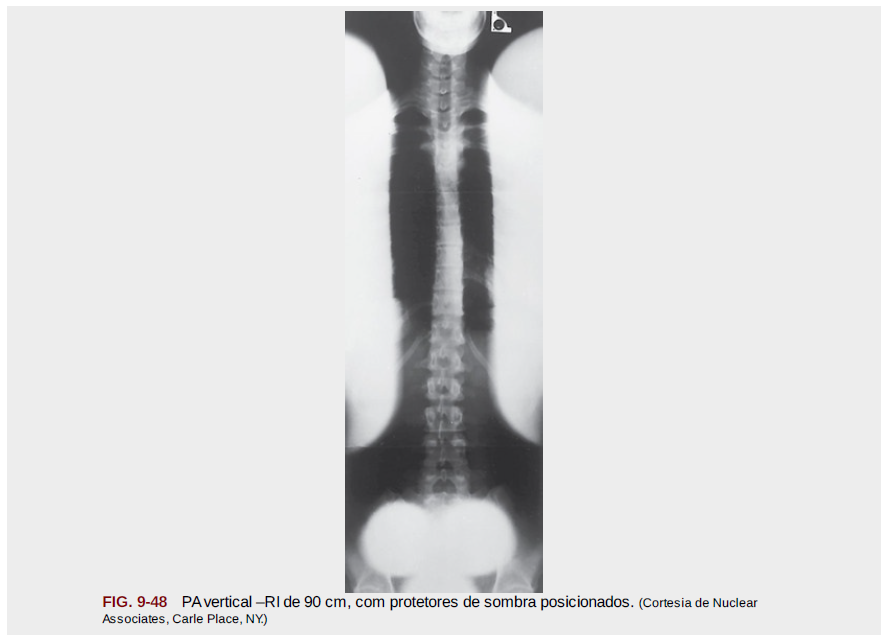 FIG. 9-48 PA vertical –RI de 90 cm, com protetores de sombra posicionados. (Cortesia de Nuclear
Associates, Carle Place, NY.)